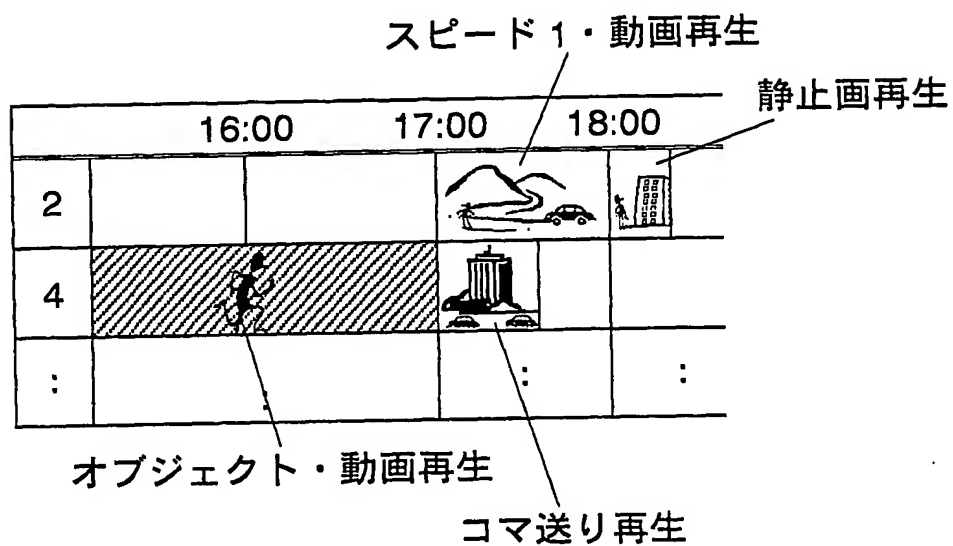 スピード1・動画再生
静止画再生
16:00 17:00 18:00
2
4
: : : :
オブジェクト・動画再生
コマ送り再生